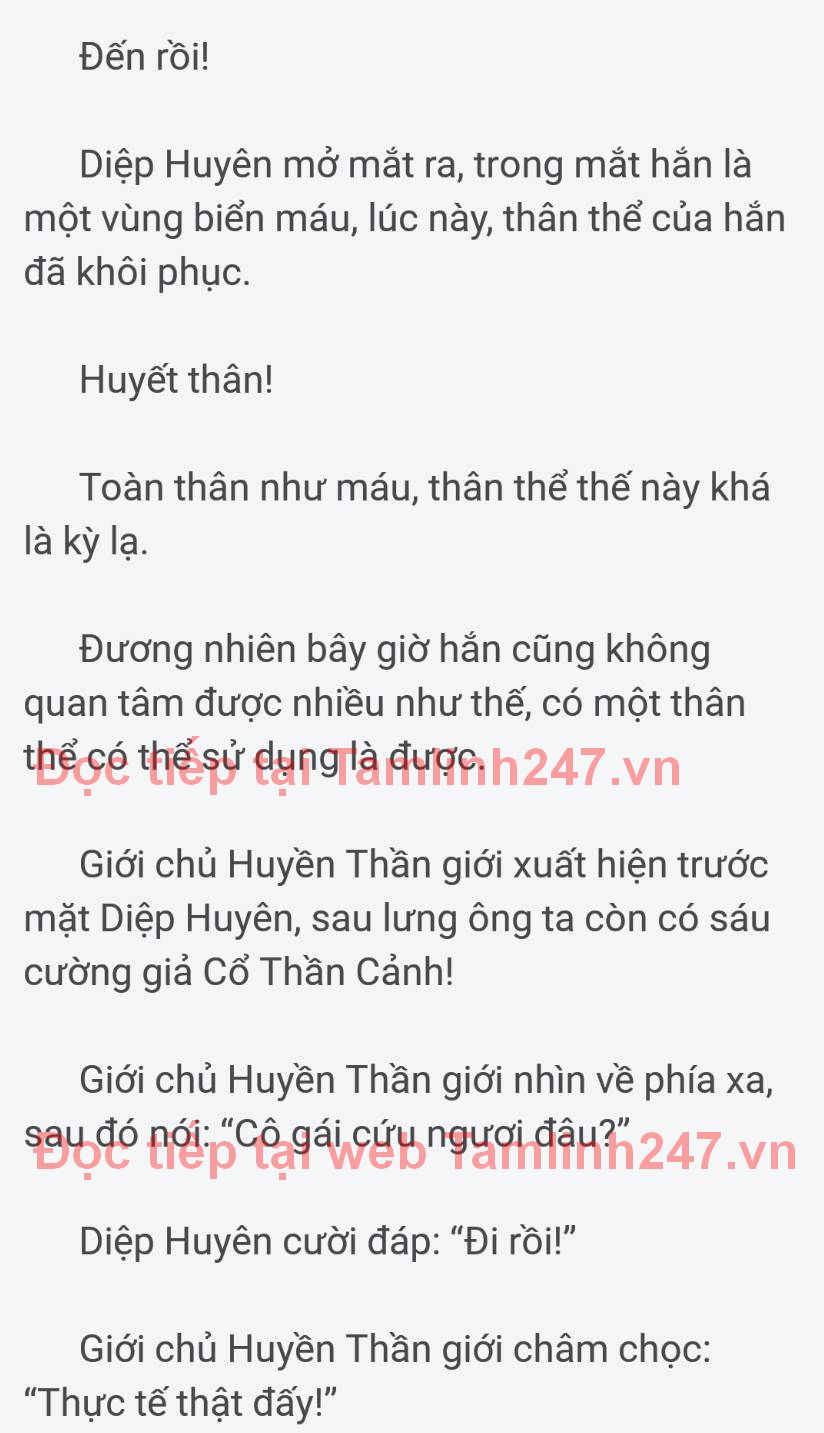 Đến rồi!
Diệp Huyên mở mắt ra, trong mắt hắn là
một vùng biển máu, lúc này, thân thể của hắn
đã khôi phục.
Huyết thân!
Toàn thân như máu, thân thể thế này khá
là kỳ lạ.
Đương nhiên bây giờ hắn cũng không
quan tâm được nhiều như thế, có một thân
thể có thể sử dụng là được.
Đọc tiếp tại Tamlinh247.vn
Giới chủ Huyền Thần giới xuất hiện trước
mặt Diệp Huyên, sau lưng ông ta còn có sáu
cường giả Cổ Thần Cảnh!
Giới chủ Huyền Thần giới nhìn về phía xa,
sau đó nói: “Cô gái cứu ngươi đâu?”
Đọc tiếp tại web Tamlinh247.vn
Diệp Huyên cười đáp: “Đi rồi!”
Giới chủ Huyền Thần giới châm chọc:
“Thực tế thật đấy!”